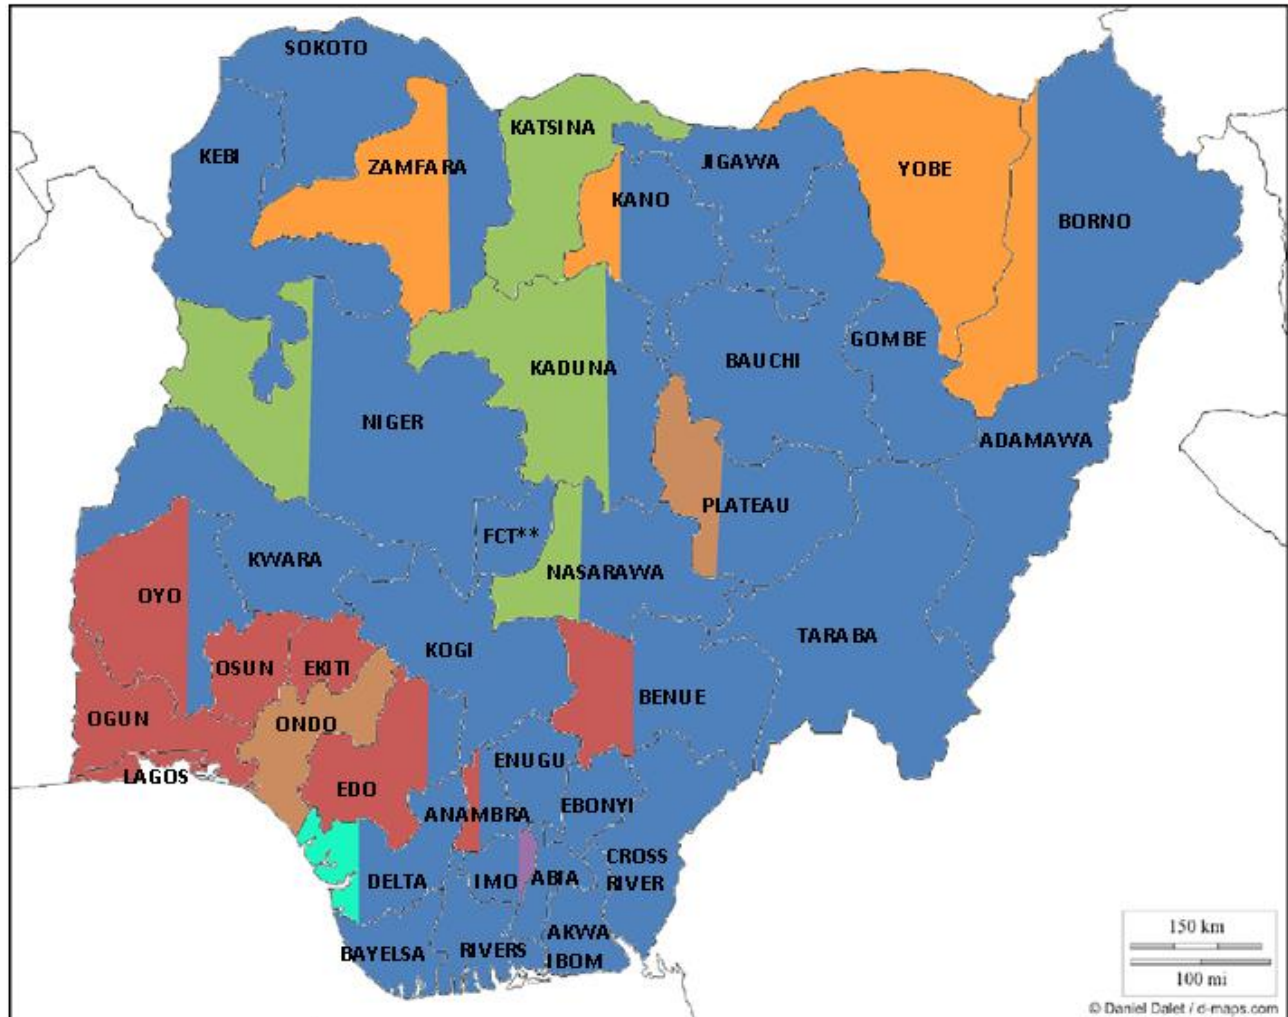 SOKOTO
KEBI
ZAMFARA
KATSINA
KANO
JIGAWA
YOBE
BORNO
GOMBE
BAUCHI
KADUNA
NIGER
ADAMAWA
PLATEAU
FCT**
NASARAWA
KWARA
OYO
TARABA
KOGI
OSUN
EKITI
BENUE
OGUN
ONDO
LAGOS
EDO
ENUGU
ANAMBRA
EBONYI
CROSS
RIVER
DELTA
IMO
ABIA
AKWA
IBOM
BAYELSA
RIVERS
150 km
100 mi
© Daniel Dalet / d-maps.com